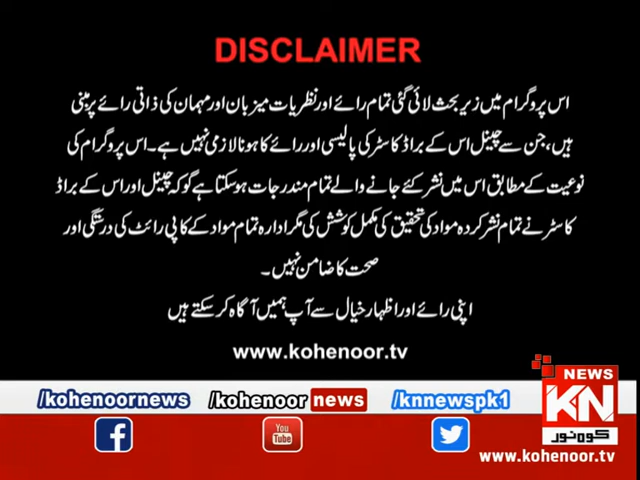 DISCLAIMER
اس پروگرام میں زیر بحث لائی گئی تمام رائے اور نظریات میزبان اور مہمان کی ذاتی رائے پر مبنی
ہیں، جن سے چینل اس کے براڈ کاسٹر کی پالیسی اور رائے کا ہونا لازمی نہیں ہے۔ اس پروگرام کی
نوعیت کے مطابق اس میں نشر کئے جانے والے تمام مندرجات ہوسکتا ہے گو کہ چینل اور اس کے براڈ
کاسٹر نے تمام نشر کردہ مواد کی تحقیق کی مکمل کوشش کی مگر ادارہ تمام مواد کے کاپی رائٹ کی درستگی اور
صحت کا ضامن نہیں۔
اپنی رائے اور اظہار خیال سے آپ ہمیں آگاہ کر سکتے ہیں
www.kohenoor.tv
/kohenoornews /kohenoor news /knnewspk1
f You Tube
NEWS
KN
کوہ نور
www.kohenoor.tv